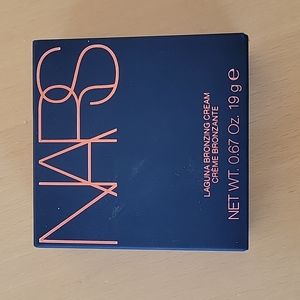 NARS
LAGUNA BRONZING CREAM
CRÈME BRONZANTE
NET WT. 0.67 Oz. 19 g ℮